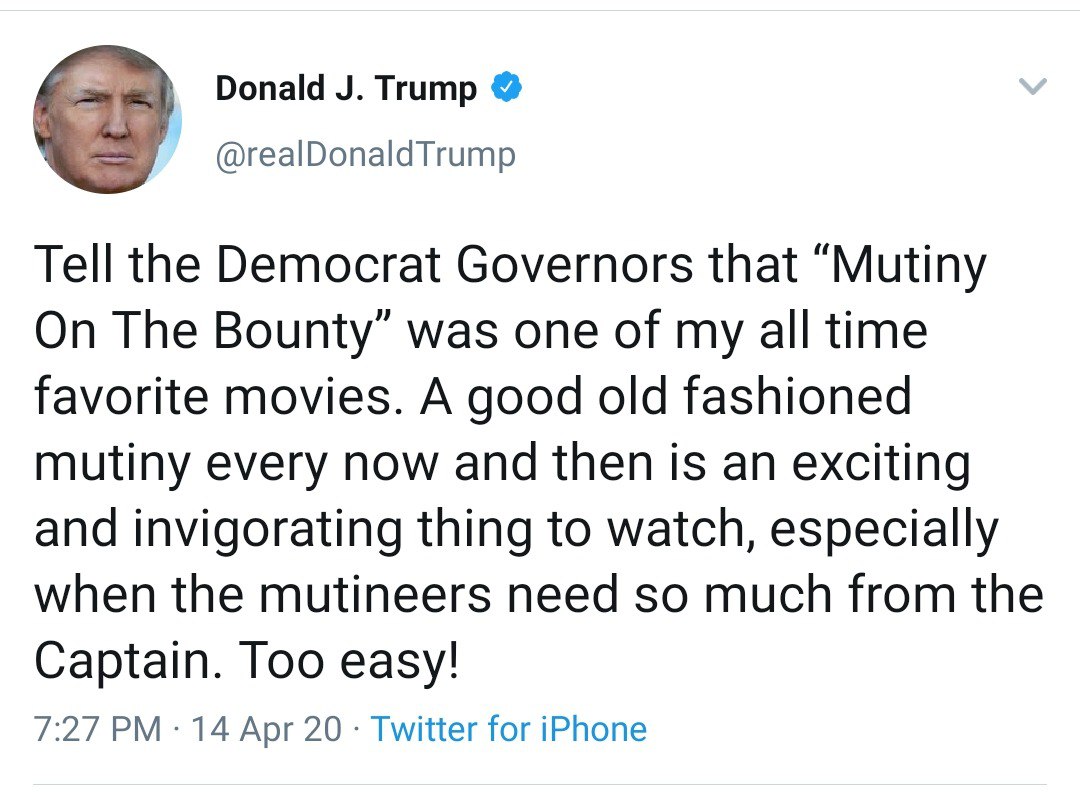 Donald J. Trump
@realDonaldTrump
Tell the Democrat Governors that “Mutiny
On The Bounty” was one of my all time
favorite movies. A good old fashioned
mutiny every now and then is an exciting
and invigorating thing to watch, especially
when the mutineers need so much from the
Captain. Too easy!
7:27 PM · 14 Apr 20 · Twitter for iPhone